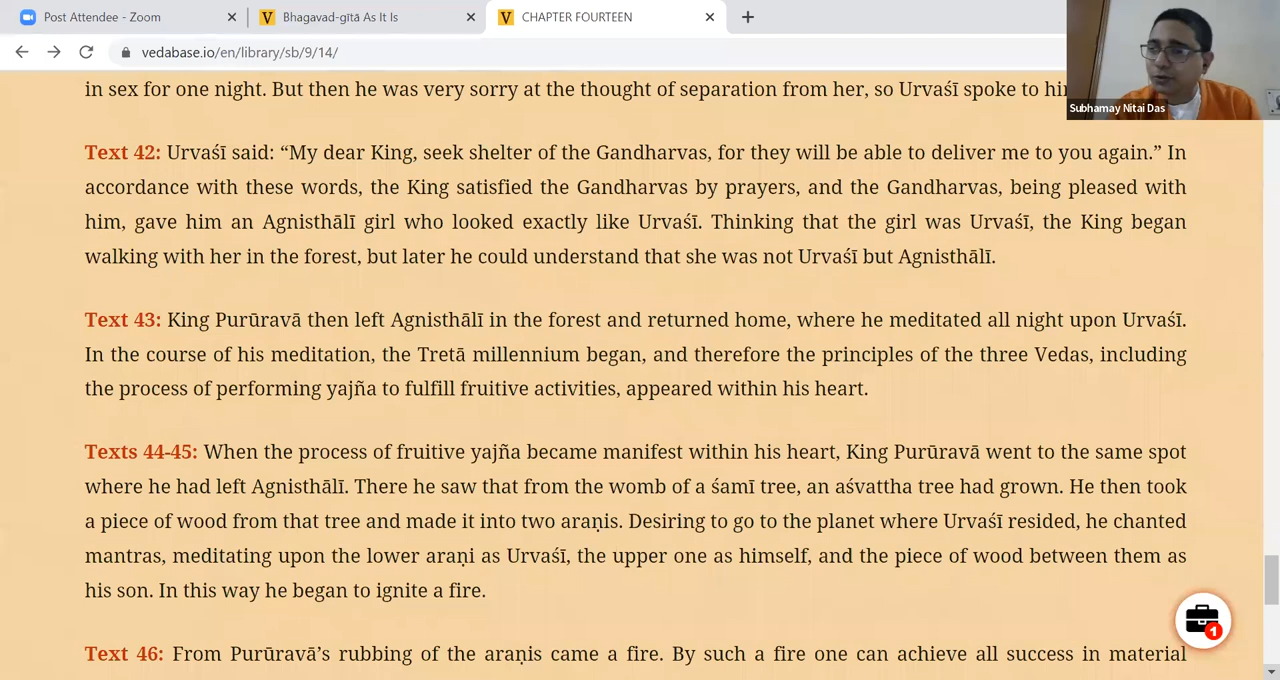 Post Attendee - Zoom
Bhagavad-gītā As It Is
CHAPTER FOURTEEN
vedabase.io/en/library/sb/9/14/
Subhamay Nitai Das
in sex for one night. But then he was very sorry at the thought of separation from her, so Urvaśī spoke to
Text 42: Urvaśī said: “My dear King, seek shelter of the Gandharvas, for they will be able to deliver me to you again.” In
accordance with these words, the King satisfied the Gandharvas by prayers, and the Gandharvas, being pleased with
him, gave him an Agnisthālī girl who looked exactly like Urvaśī. Thinking that the girl was Urvaśī, the King began
walking with her in the forest, but later he could understand that she was not Urvaśī but Agnisthālī.
Text 43: King Purūravā then left Agnisthālī in the forest and returned home, where he meditated all night upon Urvaśī.
In the course of his meditation, the Tretā millennium began, and therefore the principles of the three Vedas, including
the process of performing yajña to fulfill fruitive activities, appeared within his heart.
Texts 44-45: When the process of fruitive yajña became manifest within his heart, King Purūravā went to the same spot
where he had left Agnisthālī. There he saw that from the womb of a śamī tree, an aśvattha tree had grown. He then took
a piece of wood from that tree and made it into two araṇis. Desiring to go to the planet where Urvaśī resided, he chanted
mantras, meditating upon the lower araṇi as Urvaśī, the upper one as himself, and the piece of wood between them as
his son. In this way he began to ignite a fire.
1
Text 46: From Purūravā’s rubbing of the araṇis came a fire. By such a fire one can achieve all success in material